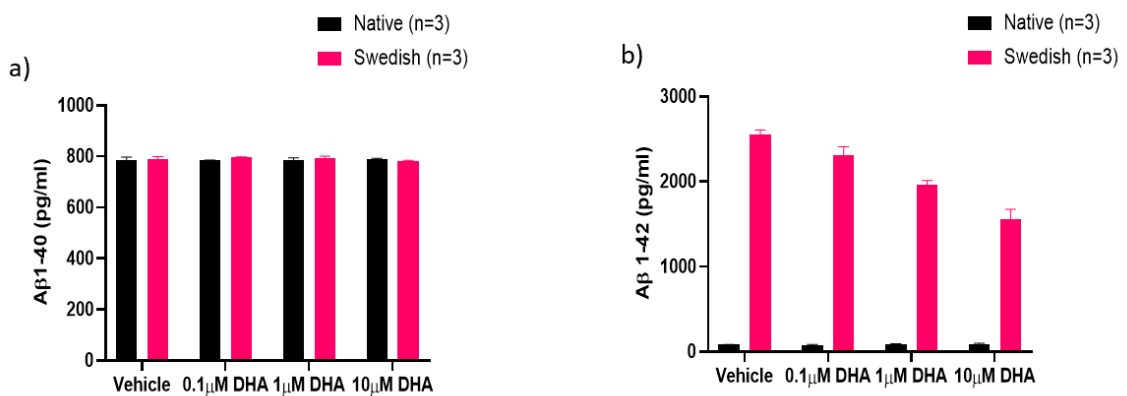 Native (n=3)
Swedish (n=3)
a)
1000
800
600
400
200
0
Aβ1-40 (pg/ml)
Vehicle 0.1μM DHA 1μM DHA 10μM DHA
Native (n=3)
Swedish (n=3)
b)
3000
2000
1000
0
Aβ 1-42 (pg/ml)
Vehicle 0.1μM DHA 1μM DHA 10μM DHA